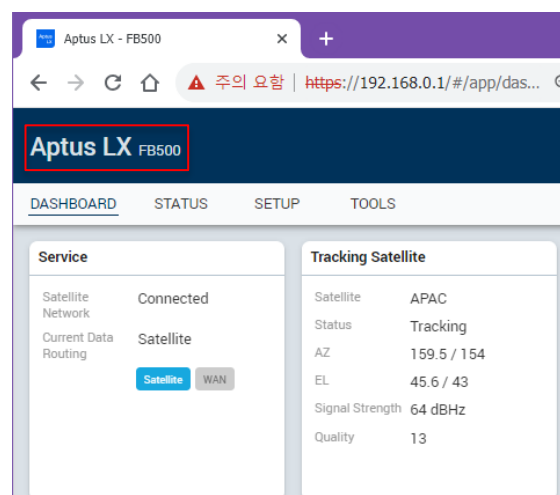 Aptus LX - FB500
주의 요함 | https://192.168.0.1/#/app/das...
Aptus LX FB500
DASHBOARD STATUS SETUP TOOLS
Service
Satellite Network Connected
Current Data Routing Satellite
Satellite WAN
Tracking Satellite
Satellite APAC
Status Tracking
AZ 159.5 / 154
EL 45.6 / 43
Signal Strength 64 dBHz
Quality 13